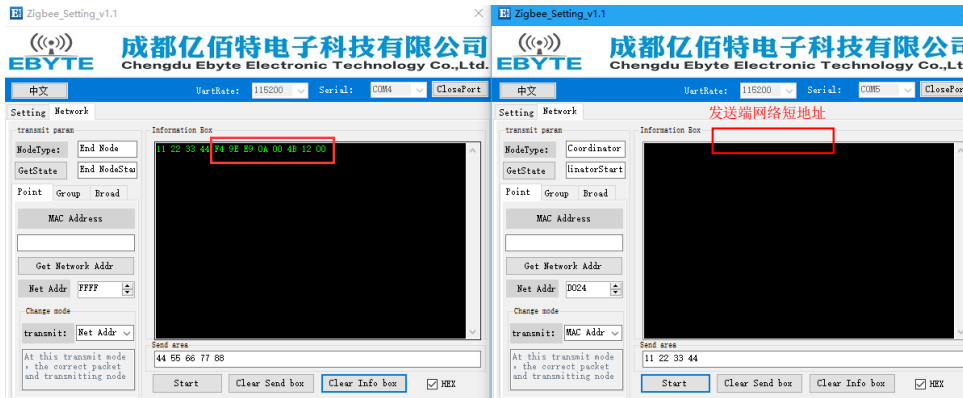 Zigbee_Setting_v1.1
EBYTE
成都亿佰特电子科技有限公司
Chengdu Ebyte Electronic Technology Co.,Ltd.
中文
UartRate:
115200
Serial:
COM4
ClosePort
Setting Network
transmit param
NodeType:
End Node
GetState
End NodeStar
Point Group Broad
MAC Address
Get Network Addr
Net Addr
FFFF
Change mode
transmit:
Net Addr
At this transmit mode
, the correct packet
and transmitting node
Information Box
11 22 33 44 F4 9E E9 0A 00 4B 12 00
Send area
44 55 66 77 88
Start
Clear Send box
Clear Info box
HEX
Zigbee_Setting_v1.1
EBYTE
成都亿佰特电子科技有限公司
Chengdu Ebyte Electronic Technology Co.,Lt
中文
UartRate:
115200
Serial:
COM5
ClosePor
Setting Network
发送端网络短地址
transmit param
NodeType:
Coordinator
GetState
linatorStart
Point Group Broad
MAC Address
Get Network Addr
Net Addr
D024
Change mode
transmit:
MAC Addr
At this transmit mode
, the correct packet
and transmitting node
Information Box
Send area
11 22 33 44
Start
Clear Send box
Clear Info box
HEX